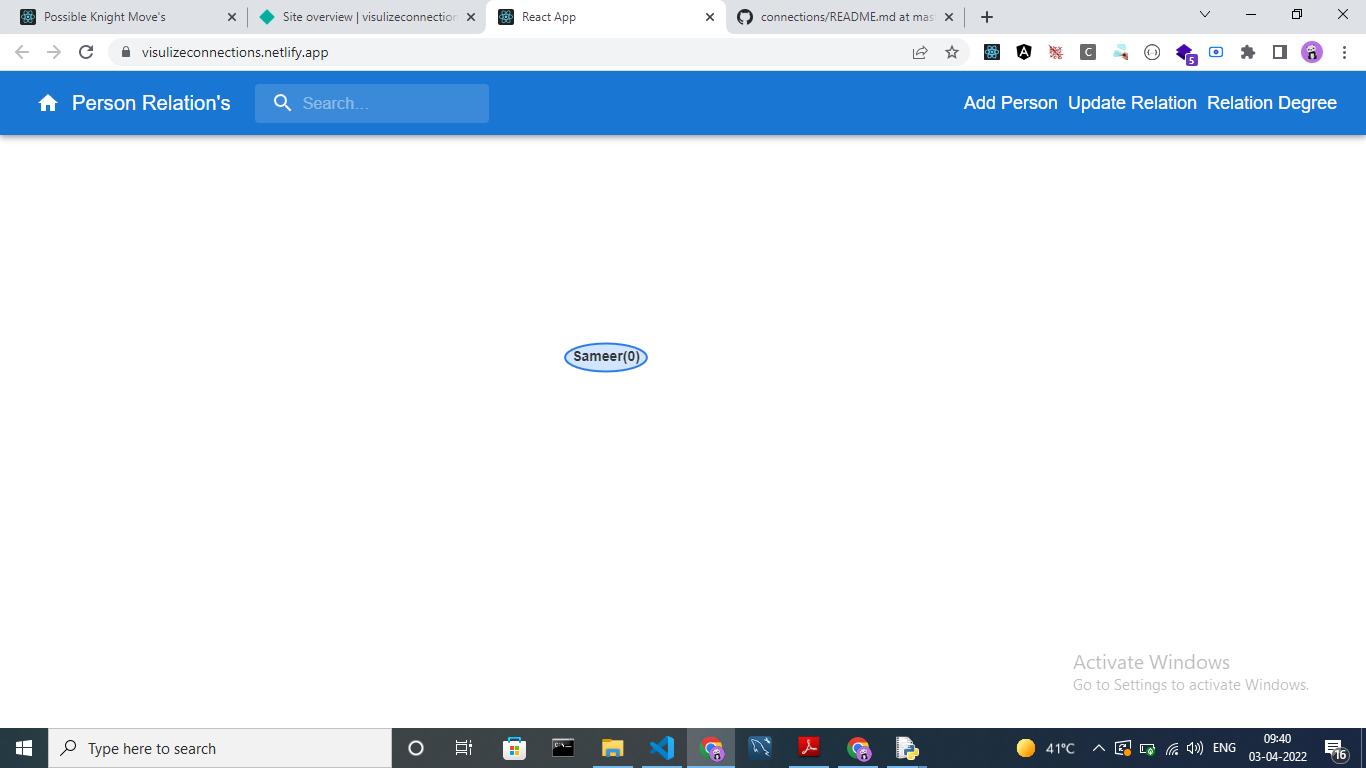 Possible Knight Move's
Site overview | visulizeconnection
React App
connections/README.md at mas
visulizeconnections.netlify.app
C
5
Person Relation's
Search...
Add Person
Update Relation
Relation Degree
Sameer(0)
Activate Windows
Go to Settings to activate Windows.
Type here to search
41°C
ENG
09:40
03-04-2022
16